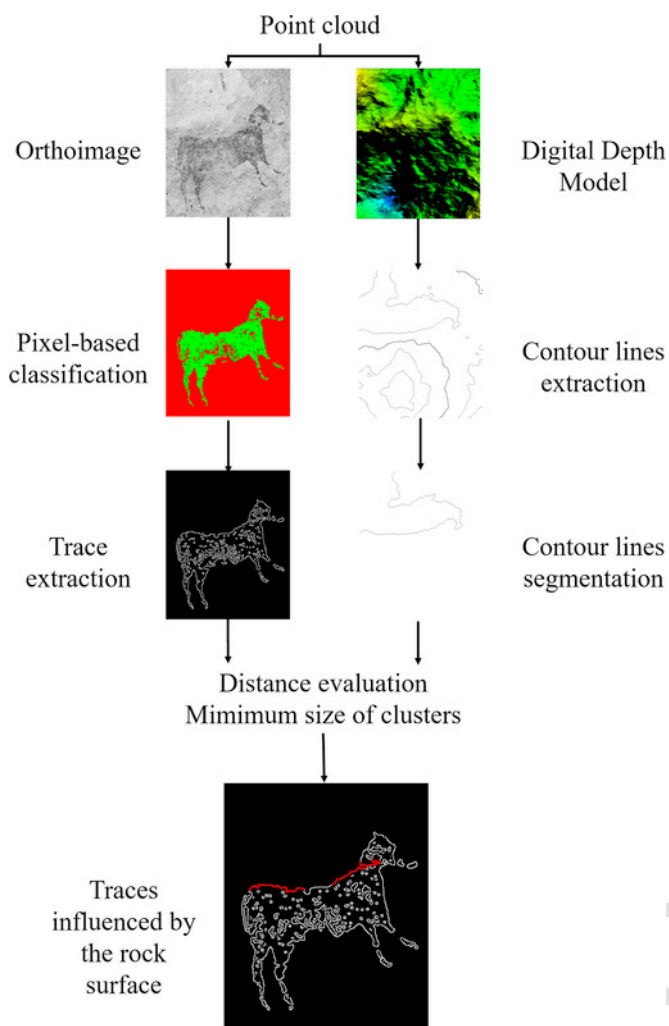 Point cloud
Orthoimage
Digital Depth
Model
Pixel-based
classification
Contour lines
extraction
Trace
extraction
Contour lines
segmentation
Distance evaluation
Mimimum size of clusters
Traces
influenced by
the rock
surface